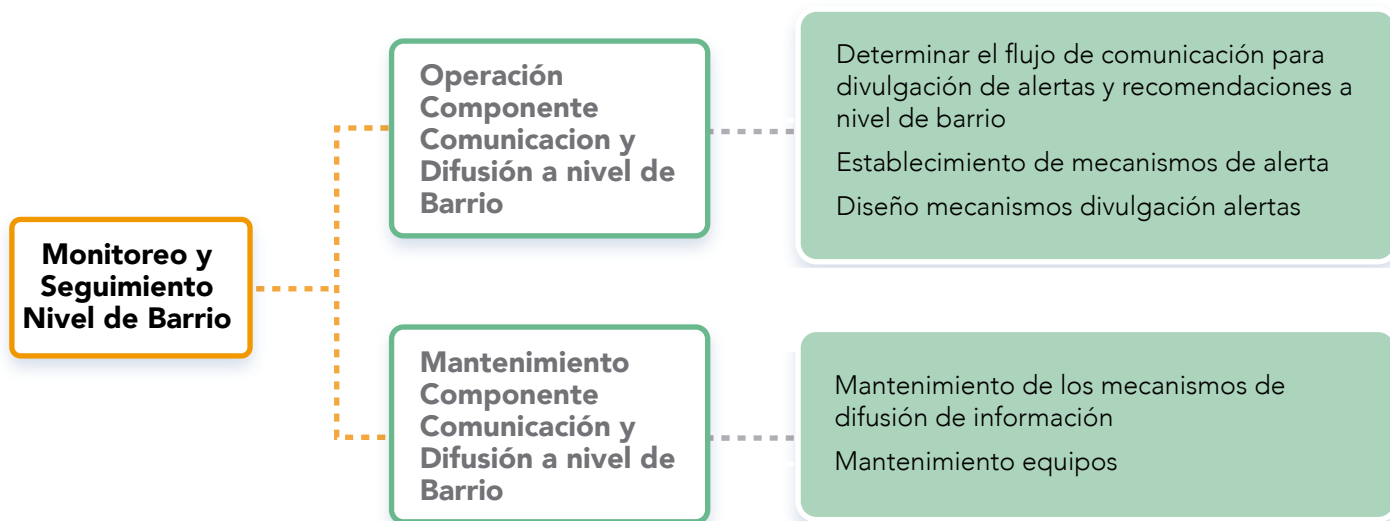 Monitoreo y
Seguimiento
Nivel de Barrio
Operación
Componente
Comunicacion y
Difusión a nivel de
Barrio
Determinar el flujo de comunicación para
divulgación de alertas y recomendaciones a
nivel de barrio
Establecimiento de mecanismos de alerta
Diseño mecanismos divulgación alertas
Mantenimiento
Componente
Comunicación y
Difusión a nivel de
Barrio
Mantenimiento de los mecanismos de
difusión de información
Mantenimiento equipos